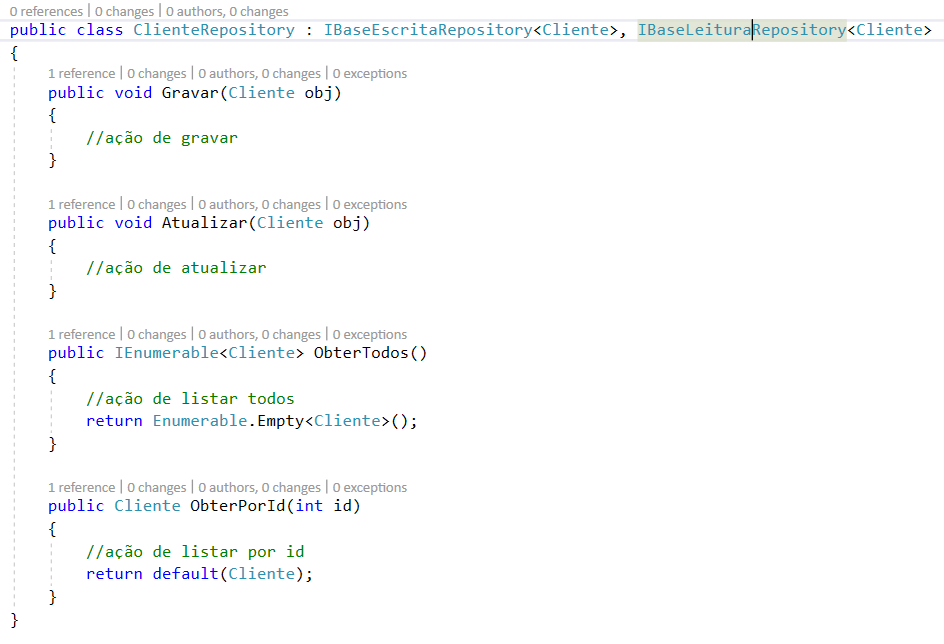 0 references | 0 changes | 0 authors, 0 changes
public class ClienteRepository : IBaseEscritaRepository<Cliente>, IBaseLeituraRepository<Cliente>
{
1 reference | 0 changes | 0 authors, 0 changes | 0 exceptions
public void Gravar(Cliente obj)
{
//ação de gravar
}
1 reference | 0 changes | 0 authors, 0 changes | 0 exceptions
public void Atualizar(Cliente obj)
{
//ação de atualizar
}
1 reference | 0 changes | 0 authors, 0 changes | 0 exceptions
public IEnumerable<Cliente> ObterTodos()
{
//ação de listar todos
return Enumerable.Empty<Cliente>();
}
1 reference | 0 changes | 0 authors, 0 changes | 0 exceptions
public Cliente ObterPorId(int id)
{
//ação de listar por id
return default(Cliente);
}
}